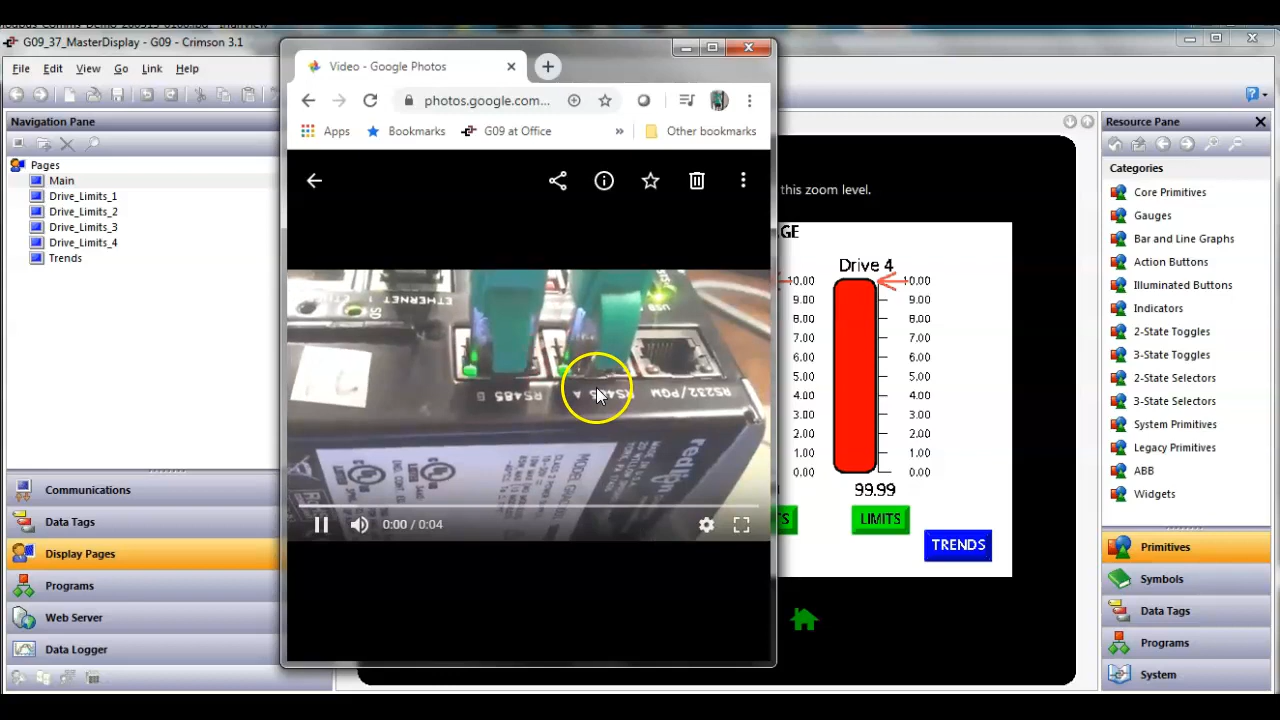 G09_37_MasterDisplay - G09 - Crimson 3.1
File Edit View Go Link Help
Navigation Pane
Pages
Main
Drive_Limits_1
Drive_Limits_2
Drive_Limits_3
Drive_Limits_4
Trends
Communications
Data Tags
Display Pages
Programs
Web Server
Data Logger
Video - Google Photos
photos.google.com...
Apps Bookmarks G09 at Office » Other bookmarks
ETHERNET 1
RS485 B
RS232/PGM
redlion
0:00 / 0:04
this zoom level.
GE
Drive 4
10.00 10.00
9.00 9.00
8.00 8.00
7.00 7.00
6.00 6.00
5.00 5.00
4.00 4.00
3.00 3.00
2.00 2.00
1.00 1.00
0.00 0.00
99.99
TS LIMITS
TRENDS
Resource Pane
Categories
Core Primitives
Gauges
Bar and Line Graphs
Action Buttons
Illuminated Buttons
Indicators
2-State Toggles
3-State Toggles
2-State Selectors
3-State Selectors
System Primitives
Legacy Primitives
ABB
Widgets
Primitives
Symbols
Data Tags
Programs
System